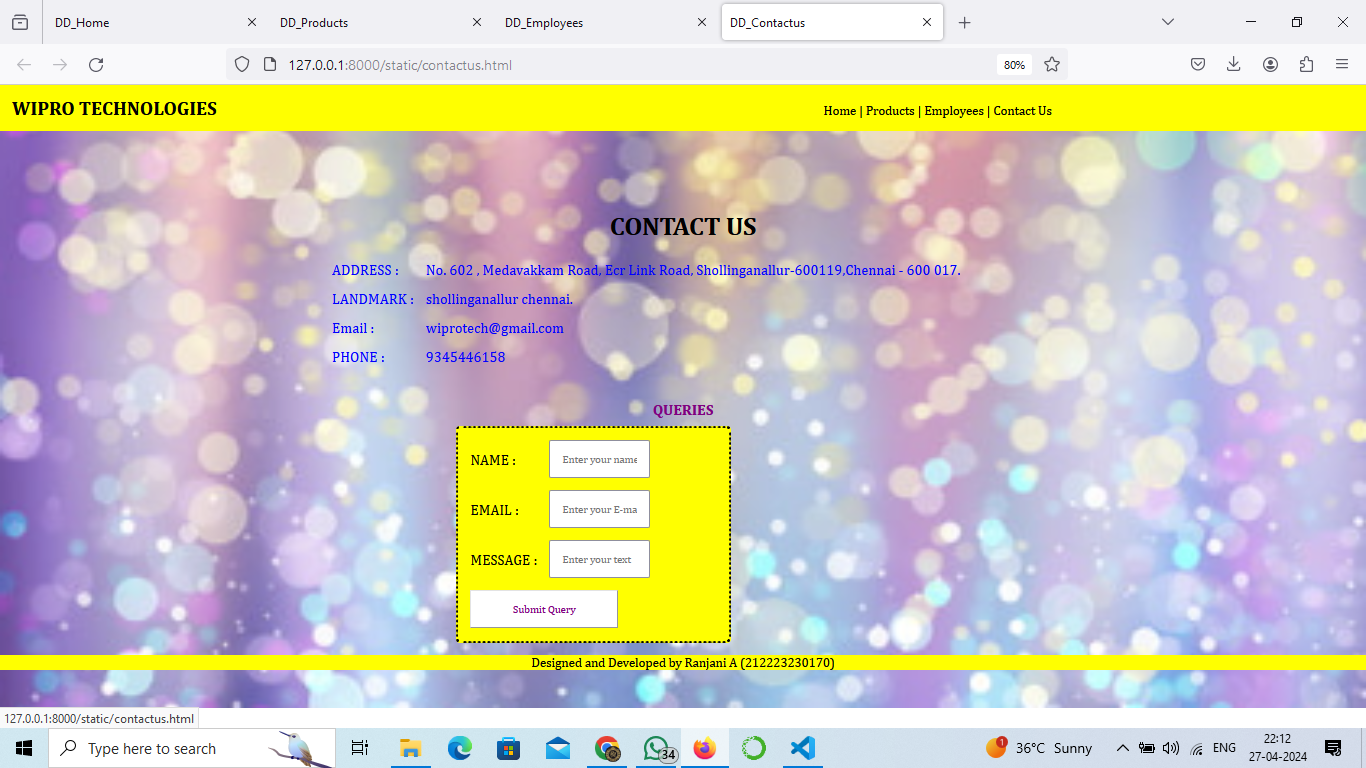 DD_Home
DD_Products
DD_Employees
DD_Contactus
127.0.0.1:8000/static/contactus.html
80%
WIPRO TECHNOLOGIES
Home | Products | Employees | Contact Us
CONTACT US
ADDRESS : No. 602 , Medavakkam Road, Ecr Link Road, Shollinganallur-600119,Chennai - 600 017.
LANDMARK : shollinganallur chennai.
Email : wiprotech@gmail.com
PHONE : 9345446158
QUERIES
NAME : Enter your name
EMAIL : Enter your E-ma
MESSAGE : Enter your text
Submit Query
Designed and Developed by Ranjani A (212223230170)
127.0.0.1:8000/static/contactus.html
Type here to search
34
1
36°C Sunny
ENG
22:12
27-04-2024